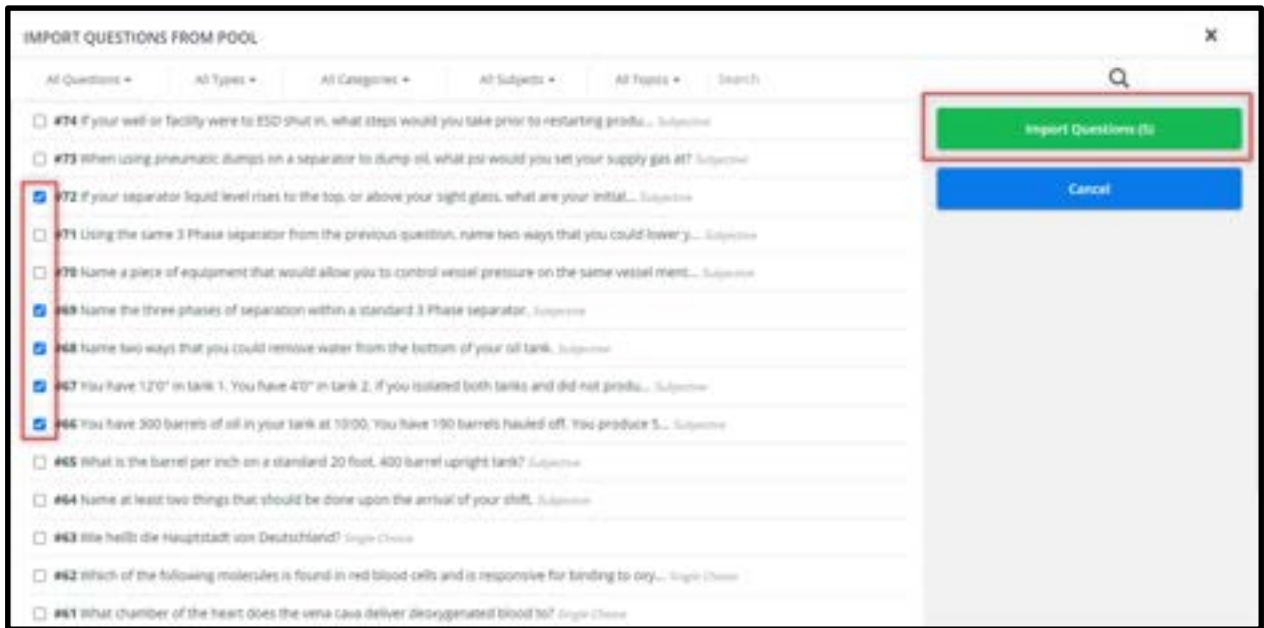 IMPORT QUESTIONS FROM POOL
All Questions All Types All Categories All Subjects All Topics Search
#74 If your well or facility were to ESD shut in, what steps would you take prior to restarting produ... Subjective
Import Questions (5)
#73 When using pneumatic dumps on a separator to dump oil, what psi would you set your supply gas at? Subjective
#72 If your separator liquid level rises to the top, or above your sight glass, what are your initial... Subjective
Cancel
#71 Using the same 3 Phase separator from the previous question, name two ways that you could lower y... Subjective
#70 Name a piece of equipment that would allow you to control vessel pressure on the same vessel ment... Subjective
#69 Name the three phases of separation within a standard 3 Phase separator. Subjective
#68 Name two ways that you could remove water from the bottom of your oil tank. Subjective
#67 You have 12'0" in tank 1. You have 4'0" in tank 2. If you isolated both tanks and did not produ... Subjective
#66 You have 300 barrels of oil in your tank at 10:00. You have 190 barrels hauled off. You produce 5... Subjective
#65 What is the barrel per inch on a standard 20 foot, 400 barrel upright tank? Subjective
#64 Name at least two things that should be done upon the arrival of your shift. Subjective
#63 Wie heißt die Hauptstadt von Deutschland? Single Choice
#62 Which of the following molecules is found in red blood cells and is responsive for binding to oxy... Single Choice
#61 What chamber of the heart does the vena cava deliver deoxygenated blood to? Single Choice